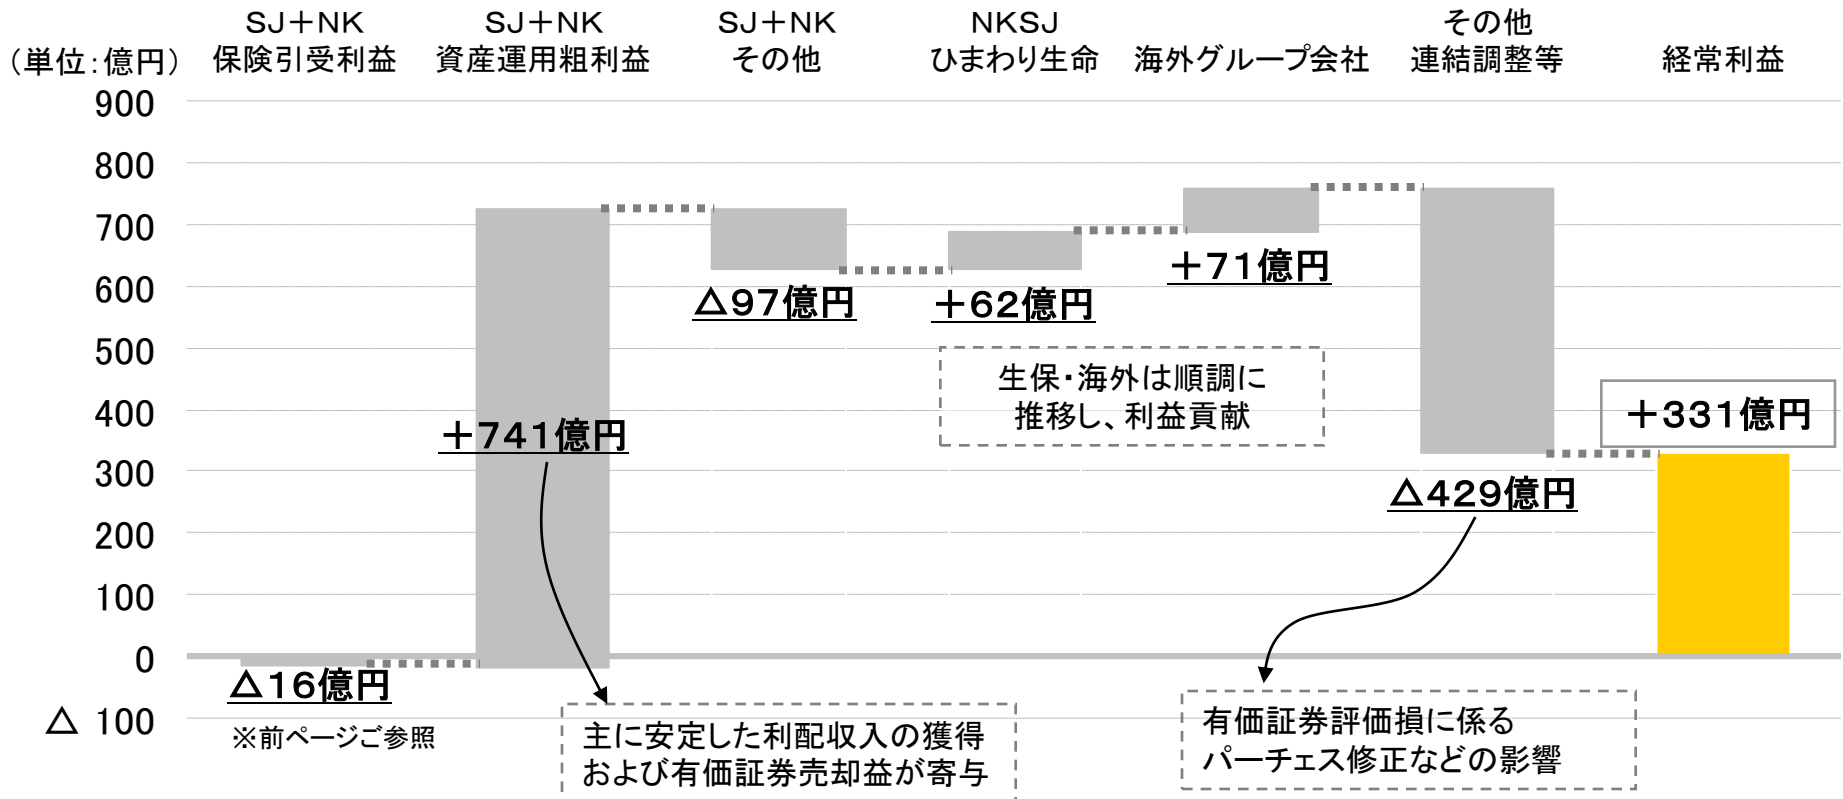 （単位：億円）
SJ＋NK
保険引受利益
SJ＋NK
資産運用粗利益
SJ＋NK
その他
NKSJ
ひまわり生命
海外グループ会社
その他
連結調整等
経常利益
900
800
700
600
500
400
300
200
100
0
△ 100
△16億円
※前ページご参照
＋741億円
△97億円
＋62億円
＋71億円
△429億円
＋331億円
生保・海外は順調に
推移し、利益貢献
主に安定した利配収入の獲得
および有価証券売却益が寄与
有価証券評価損に係る
パーチェス修正などの影響